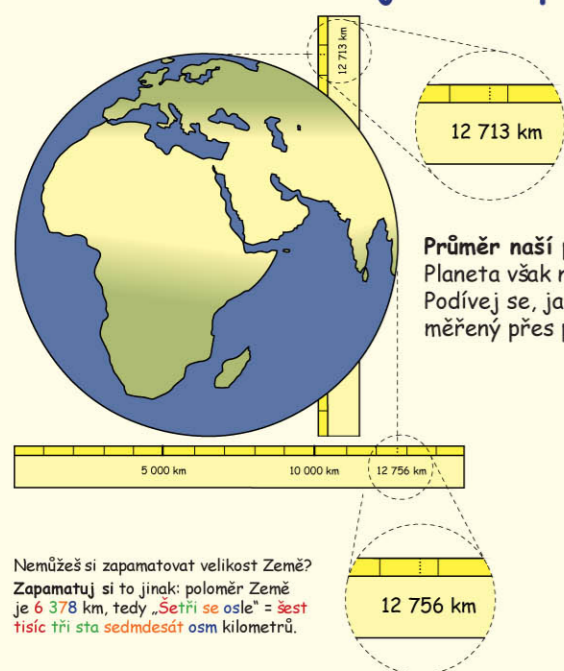 12 713 km
12 713 km
Průměr naší
Planeta však
Podívej se,
měřený přes
5 000 km
10 000 km
12 756 km
12 756 km
Nemůžeš si zapamatovat velikost Země?
Zapamatuj si to jinak: poloměr Země
je 6 378 km, tedy „Šetři se osle“ = šest
tisíc tři sta sedmdesát osm kilometrů.